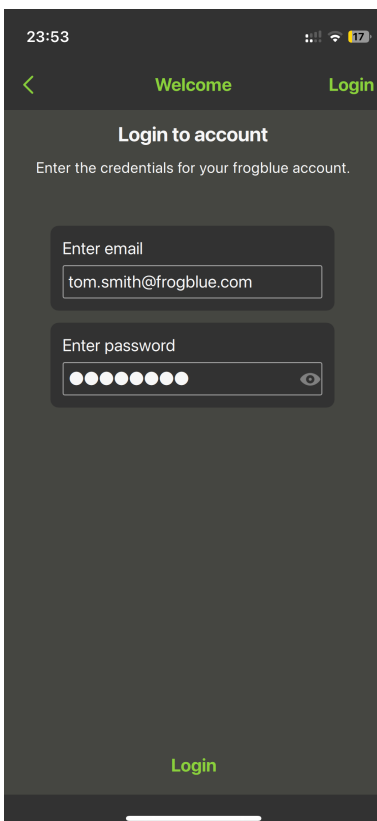 23:53
17
Welcome
Login
Login to account
Enter the credentials for your frogblue account.
Enter email
tom.smith@frogblue.com
Enter password
●●●●●●●●
Login